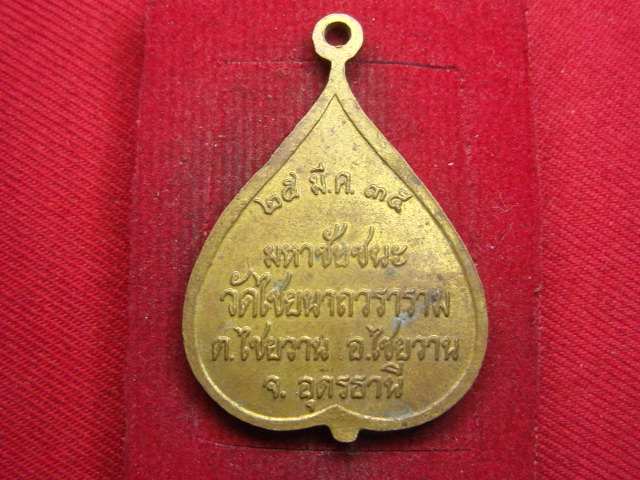 ๒๕ มี.ค. ๓๕
มหาชัยชนะ
วัดไชยนาถวราราม
ต.ไชยวาน อ.ไชยวาน
จ. อุดรธานี